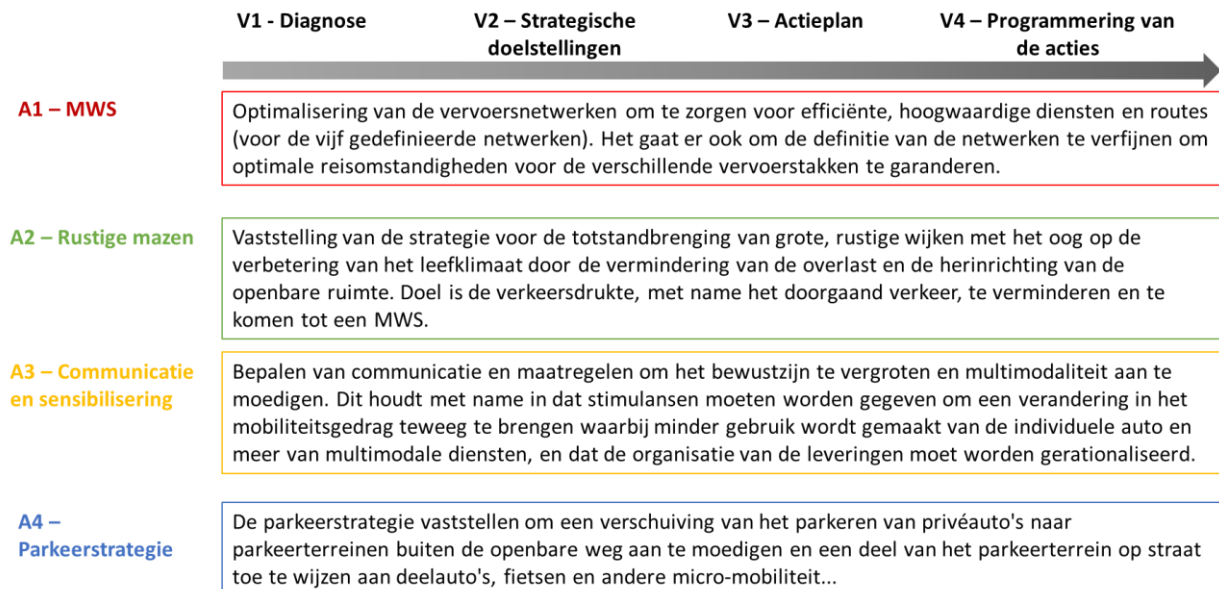 V1 - Diagnose
V2 – Strategische
doelstellingen
V3 – Actieplan
V4 – Programmering van
de acties
A1 – MWS
Optimalisering van de vervoersnetwerken om te zorgen voor efficiënte, hoogwaardige diensten en routes
(voor de vijf gedefinieerde netwerken). Het gaat er ook om de definitie van de netwerken te verfijnen om
optimale reisomstandigheden voor de verschillende vervoerstakken te garanderen.
A2 – Rustige mazen
Vaststelling van de strategie voor de totstandbrenging van grote, rustige wijken met het oog op de
verbetering van het leefklimaat door de vermindering van de overlast en de herinrichting van de
openbare ruimte. Doel is de verkeersdrukte, met name het doorgaand verkeer, te verminderen en te
komen tot een MWS.
A3 – Communicatie
en sensibilisering
Bepalen van communicatie en maatregelen om het bewustzijn te vergroten en multimodaliteit aan te
moedigen. Dit houdt met name in dat stimulansen moeten worden gegeven om een verandering in het
mobiliteitsgedrag teweeg te brengen waarbij minder gebruik wordt gemaakt van de individuele auto en
meer van multimodale diensten, en dat de organisatie van de leveringen moet worden gerationaliseerd.
A4 –
Parkeerstrategie
De parkeerstrategie vaststellen om een verschuiving van het parkeren van privéauto's naar
parkeerterreinen buiten de openbare weg aan te moedigen en een deel van het parkeerterrein op straat
toe te wijzen aan deelauto's, fietsen en andere micro-mobiliteit...